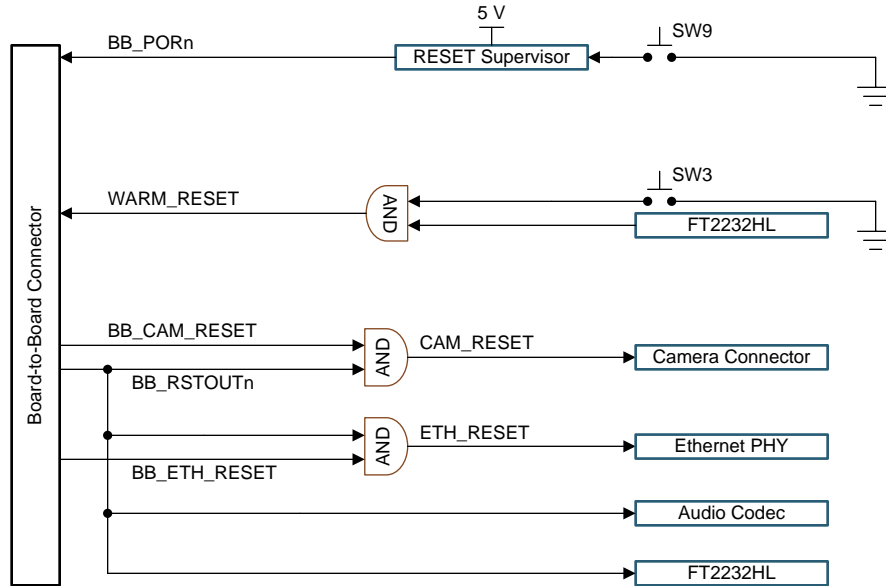 5 V
BB_PORn
RESET Supervisor
SW9
WARM_RESET
AND
SW3
FT2232HL
Board-to-Board Connector
BB_CAM_RESET
AND
CAM_RESET
Camera Connector
BB_RSTOUTn
AND
ETH_RESET
Ethernet PHY
BB_ETH_RESET
Audio Codec
FT2232HL